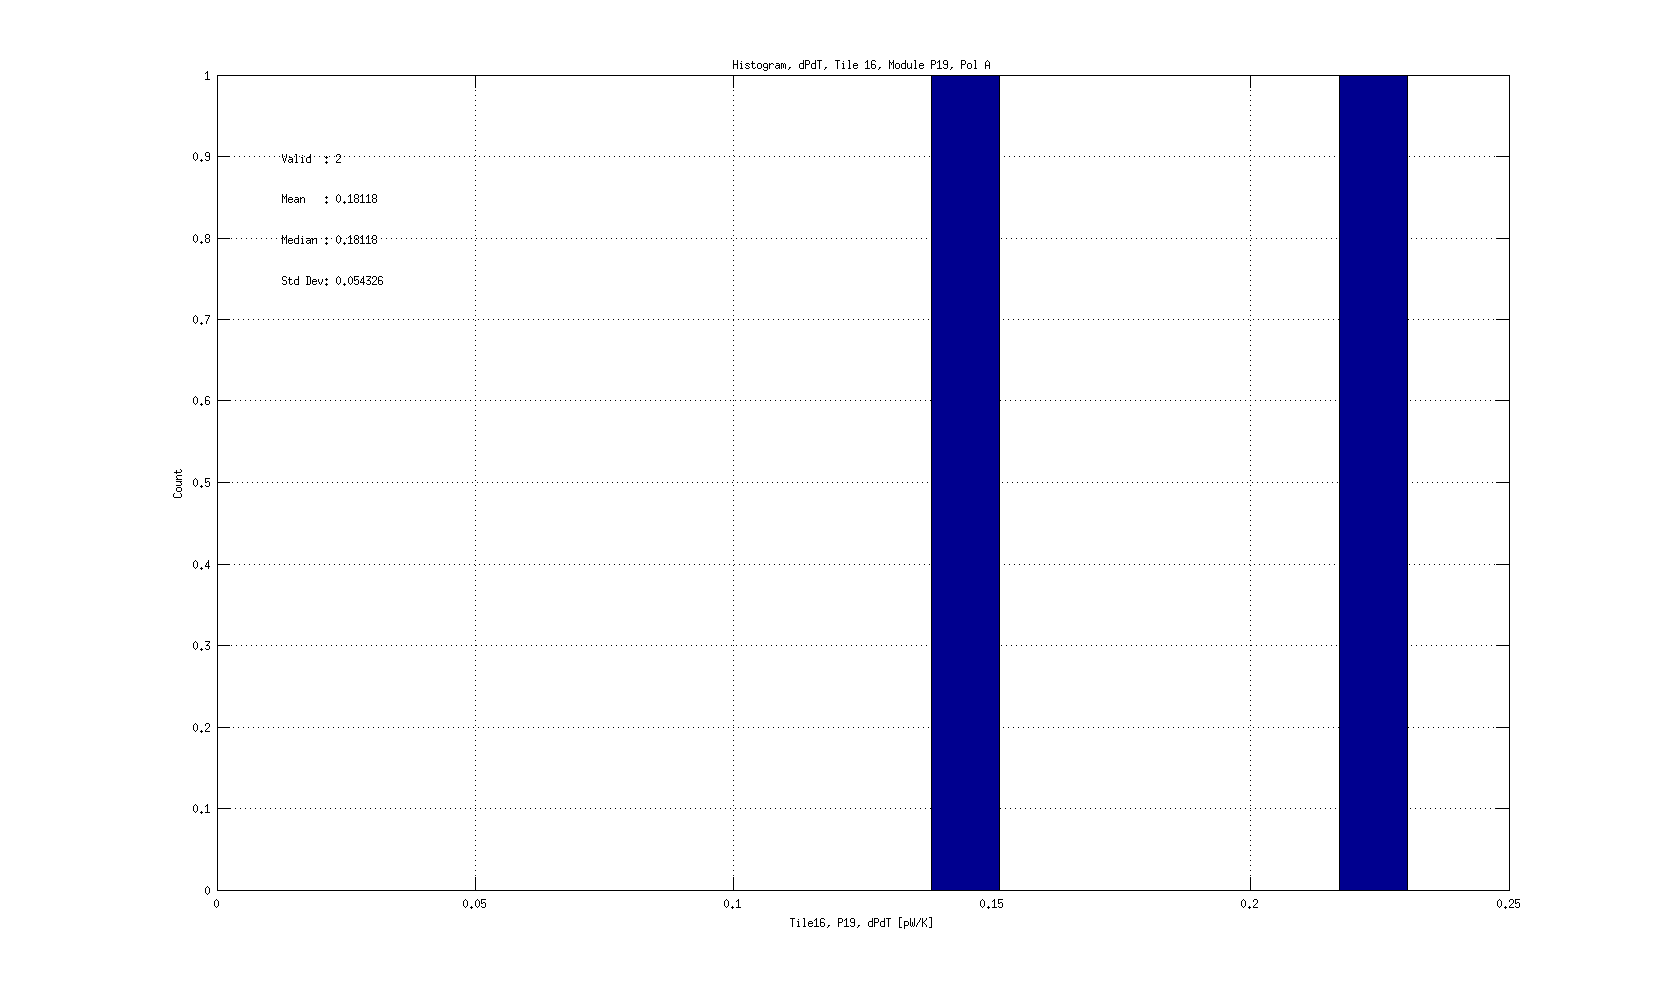 Histogram, dPdT, Tile 16, Module P19, Pol A
1
0.9
0.8
0.7
0.6
0.5
0.4
0.3
0.2
0.1
0
Valid  : 2
Mean   : 0.18118
Median : 0.18118
Std Dev: 0.054326
Count
0 0.05 0.1 0.15 0.2 0.25
Tile16, P19, dPdT [pW/K]